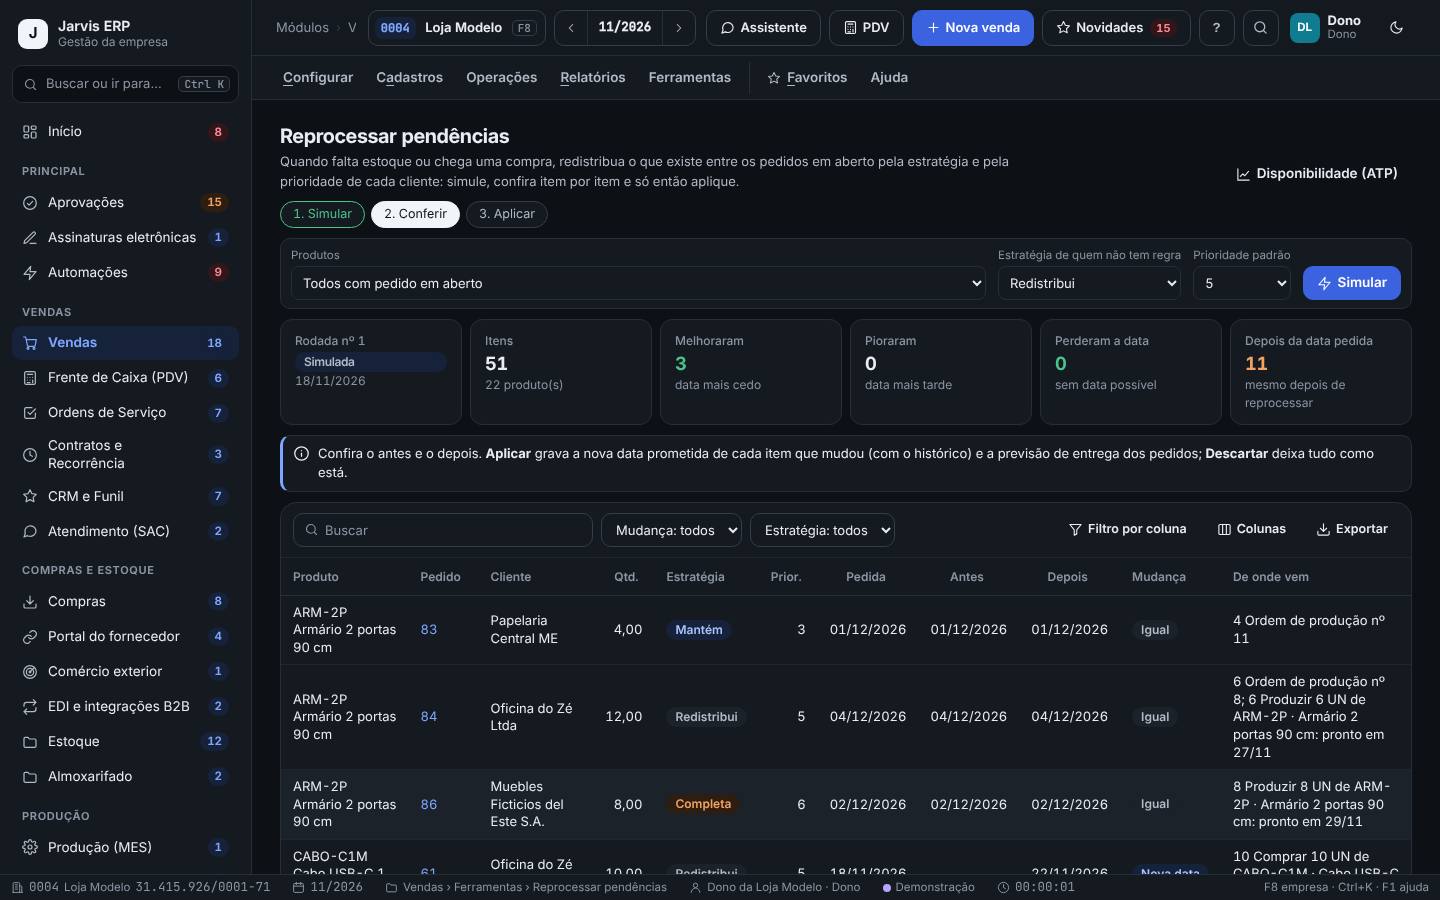 J
Jarvis ERP
Gestão da empresa
Buscar ou ir para... Ctrl K
Início 8
PRINCIPAL
Aprovações 15
Assinaturas eletrônicas 1
Automações 9
VENDAS
Vendas 18
Frente de Caixa (PDV) 6
Ordens de Serviço 7
Contratos e
Recorrência 3
CRM e Funil 7
Atendimento (SAC) 2
COMPRAS E ESTOQUE
Compras 8
Portal do fornecedor 4
Comércio exterior 1
EDI e integrações B2B 2
Estoque 12
Almoxarifado 2
PRODUÇÃO
Produção (MES) 1
Módulos › V
0004 Loja Modelo F8
‹ 11/2026 ›
Assistente
PDV
+ Nova venda
Novidades 15
?
DL
Dono
Dono
Configurar Cadastros Operações Relatórios Ferramentas Favoritos Ajuda
Reprocessar pendências
Quando falta estoque ou chega uma compra, redistribua o que existe entre os pedidos em aberto pela estratégia e pela
prioridade de cada cliente: simule, confira item por item e só então aplique.
Disponibilidade (ATP)
1. Simular 2. Conferir 3. Aplicar
Produtos Estratégia de quem não tem regra Prioridade padrão
Todos com pedido em aberto Redistribui 5 Simular
Rodada nº 1
Simulada
18/11/2026
Itens
51
22 produto(s)
Melhoraram
3
data mais cedo
Pioraram
0
data mais tarde
Perderam a data
0
sem data possível
Depois da data pedida
11
mesmo depois de
reprocessar
Confira o antes e o depois. Aplicar grava a nova data prometida de cada item que mudou (com o histórico) e a previsão de entrega dos pedidos; Descartar deixa tudo como
está.
Buscar Mudança: todos Estratégia: todos Filtro por coluna Colunas Exportar
Produto Pedido Cliente Qtd. Estratégia Prior. Pedida Antes Depois Mudança De onde vem
ARM-2P
Armário 2 portas
90 cm
83
Papelaria
Central ME
4,00 Mantém 3 01/12/2026 01/12/2026 01/12/2026 Igual
4 Ordem de produção nº
11
ARM-2P
Armário 2 portas
90 cm
84
Oficina do Zé
Ltda
12,00 Redistribui 5 04/12/2026 04/12/2026 04/12/2026 Igual
6 Ordem de produção nº
8; 6 Produzir 6 UN de
ARM-2P · Armário 2
portas 90 cm: pronto em
27/11
ARM-2P
Armário 2 portas
90 cm
86
Muebles
Ficticios del
Este S.A.
8,00 Completa 6 02/12/2026 02/12/2026 02/12/2026 Igual
8 Produzir 8 UN de ARM-
2P · Armário 2 portas 90
cm: pronto em 29/11
CABO-C1M
Cabo USB-C 1
61
Oficina do Zé
10,00 Redistribui 5 18/11/2026 22/11/2026 Nova data
10 Comprar 10 UN de
CABO-C1M · Cabo USB-C
0004 Loja Modelo 31.415.926/0001-71 11/2026 Vendas › Ferramentas › Reprocessar pendências Dono da Loja Modelo · Dono Demonstração 00:00:01 F8 empresa · Ctrl+K · F1 ajuda